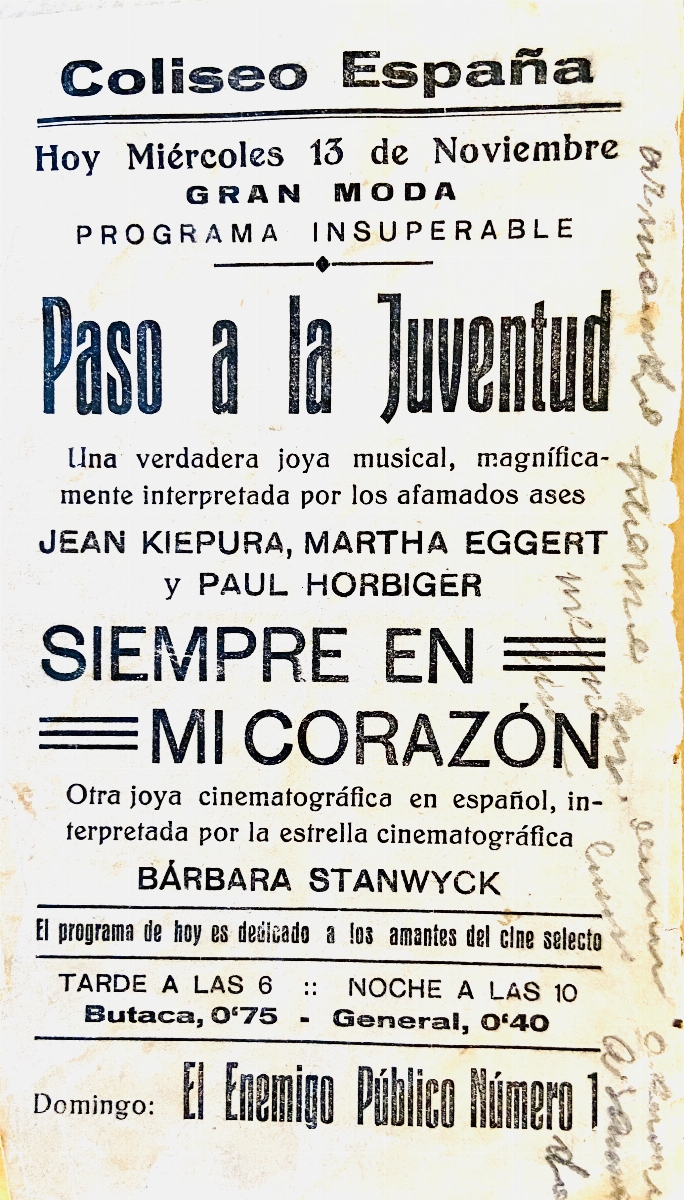 Coliseo España
Hoy Miércoles 13 de Noviembre
GRAN MODA
PROGRAMA INSUPERABLE
Paso a la Juventud
Una verdadera joya musical, magnífica-
mente interpretada por los afamados ases
JEAN KIEPURA, MARTHA EGGERT
y PAUL HORBIGER
SIEMPRE EN
MI CORAZÓN
Otra joya cinematográfica en español, in-
terpretada por la estrella cinematográfica
BÁRBARA STANWYCK
El programa de hoy es dedicado a los amantes del cine selecto
TARDE A LAS 6 :: NOCHE A LAS 10
Butaca, 0‘75 - General, 0‘40
Domingo: El Enemigo Público Número 1